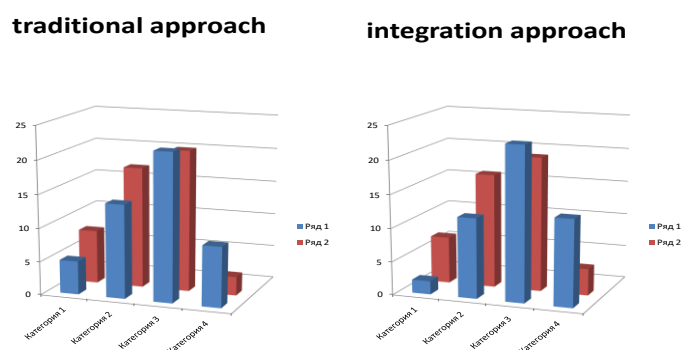 traditional approach
integration approach
25
20
15
10
5
0
Категория 1
Категория 2
Категория 3
Категория 4
Ряд 1
Ряд 2
25
20
15
10
5
0
Категория 1
Категория 2
Категория 3
Категория 4
Ряд 1
Ряд 2